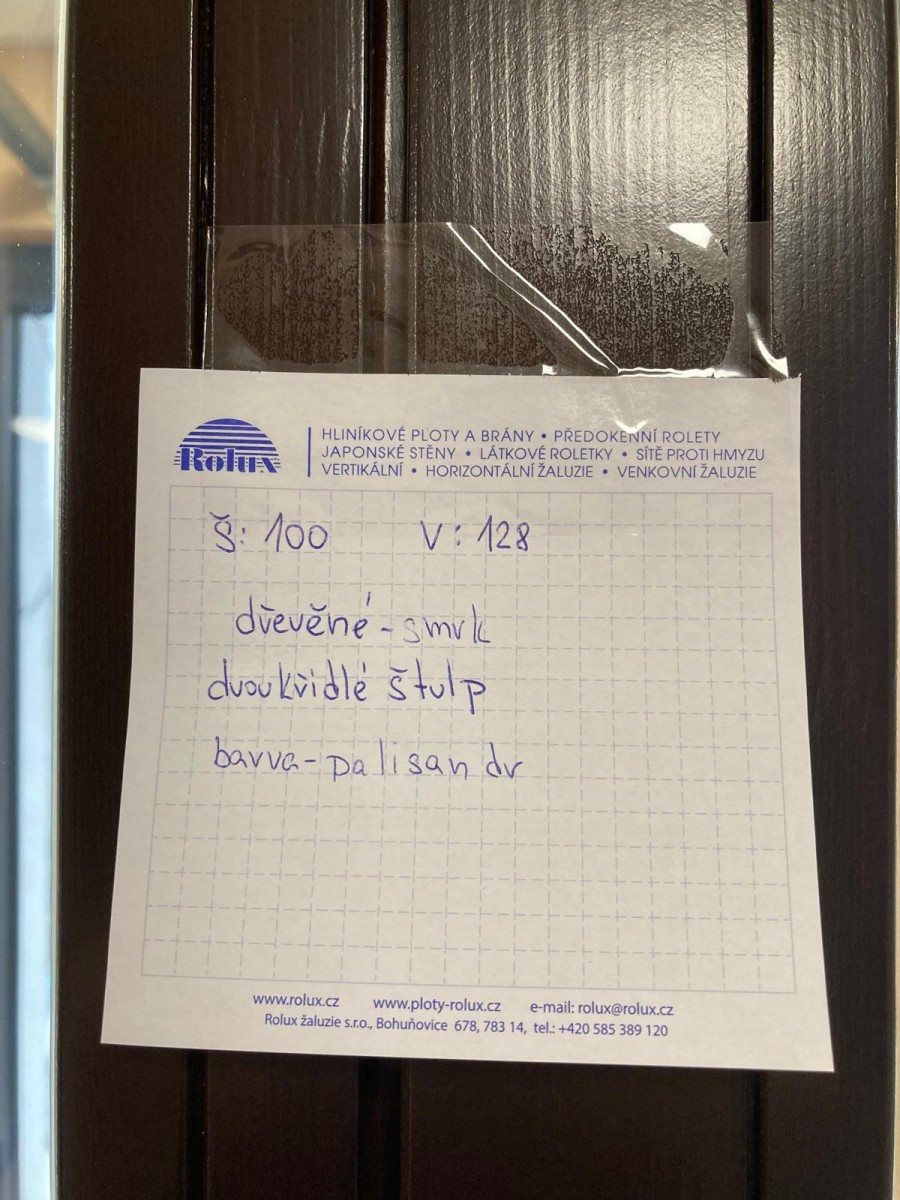 Rolux
HLINÍKOVÉ PLOTY A BRÁNY • PŘEDOKENNÍ ROLETY
JAPONSKÉ STĚNY • LÁTKOVÉ ROLETKY • SÍTĚ PROTI HMYZU
VERTIKÁLNÍ • HORIZONTÁLNÍ ŽALUZIE • VENKOVNÍ ŽALUZIE
Š: 100 V: 128
dřevěné - smrk
dvoukřidlé štulp
barva - palisandr
www.rolux.cz www.ploty-rolux.cz e-mail: rolux@rolux.cz
Rolux žaluzie s.r.o., Bohuňovice 678, 783 14, tel.: +420 585 389 120